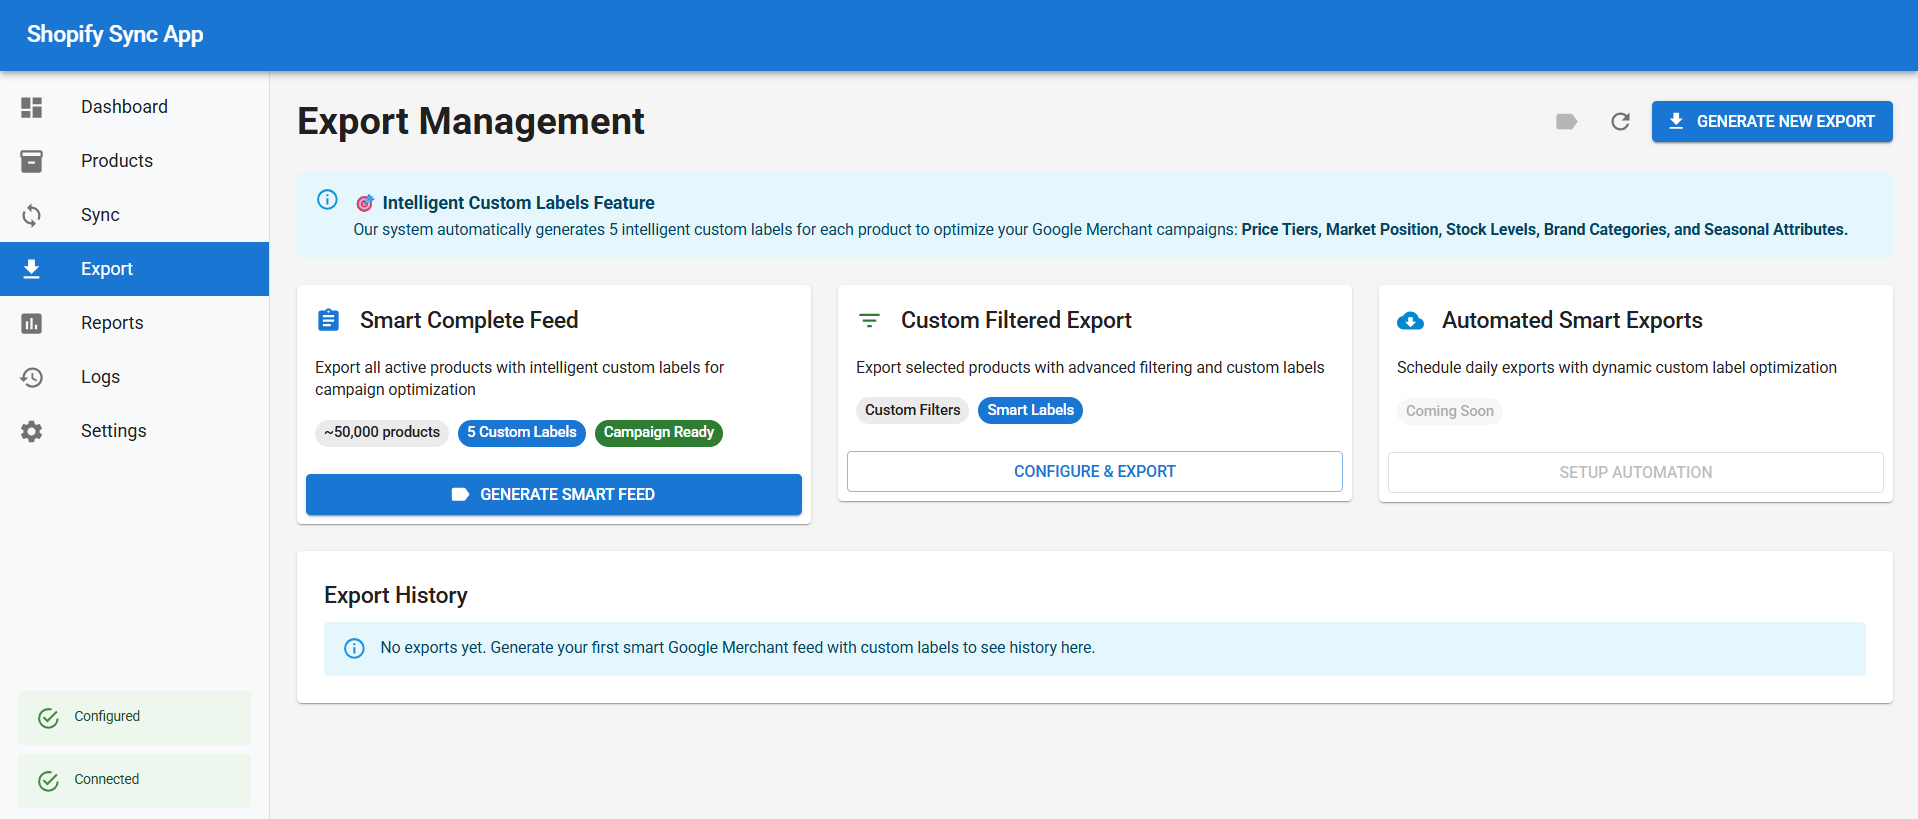 Shopify Sync App
Dashboard
Products
Sync
Export
Reports
Logs
Settings
Configured
Connected
Export Management
GENERATE NEW EXPORT
🎯 Intelligent Custom Labels Feature
Our system automatically generates 5 intelligent custom labels for each product to optimize your Google Merchant campaigns: Price Tiers, Market Position, Stock Levels, Brand Categories, and Seasonal Attributes.
Smart Complete Feed
Export all active products with intelligent custom labels for
campaign optimization
~50,000 products
5 Custom Labels
Campaign Ready
GENERATE SMART FEED
Custom Filtered Export
Export selected products with advanced filtering and custom labels
Custom Filters
Smart Labels
CONFIGURE & EXPORT
Automated Smart Exports
Schedule daily exports with dynamic custom label optimization
Coming Soon
SETUP AUTOMATION
Export History
No exports yet. Generate your first smart Google Merchant feed with custom labels to see history here.